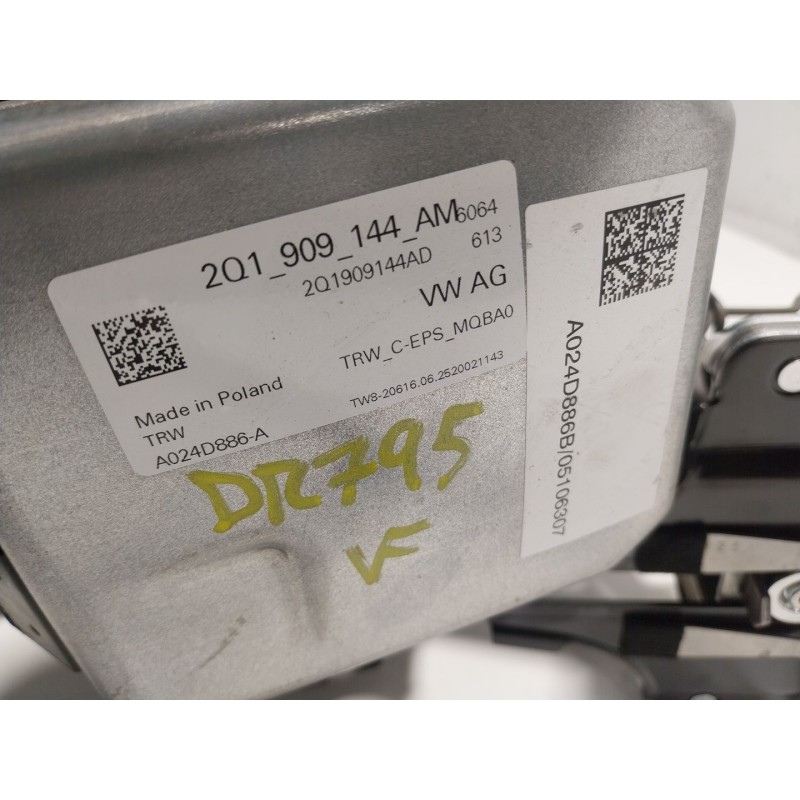 2Q1_909_144_AM 6064
2Q1909144AD 613
VW AG
TRW_C-EPS_MQBA0
Made in Poland
TW8-20616.06.2520021143
TRW
A024D886-A
A024D886B/05106307
DR795
V